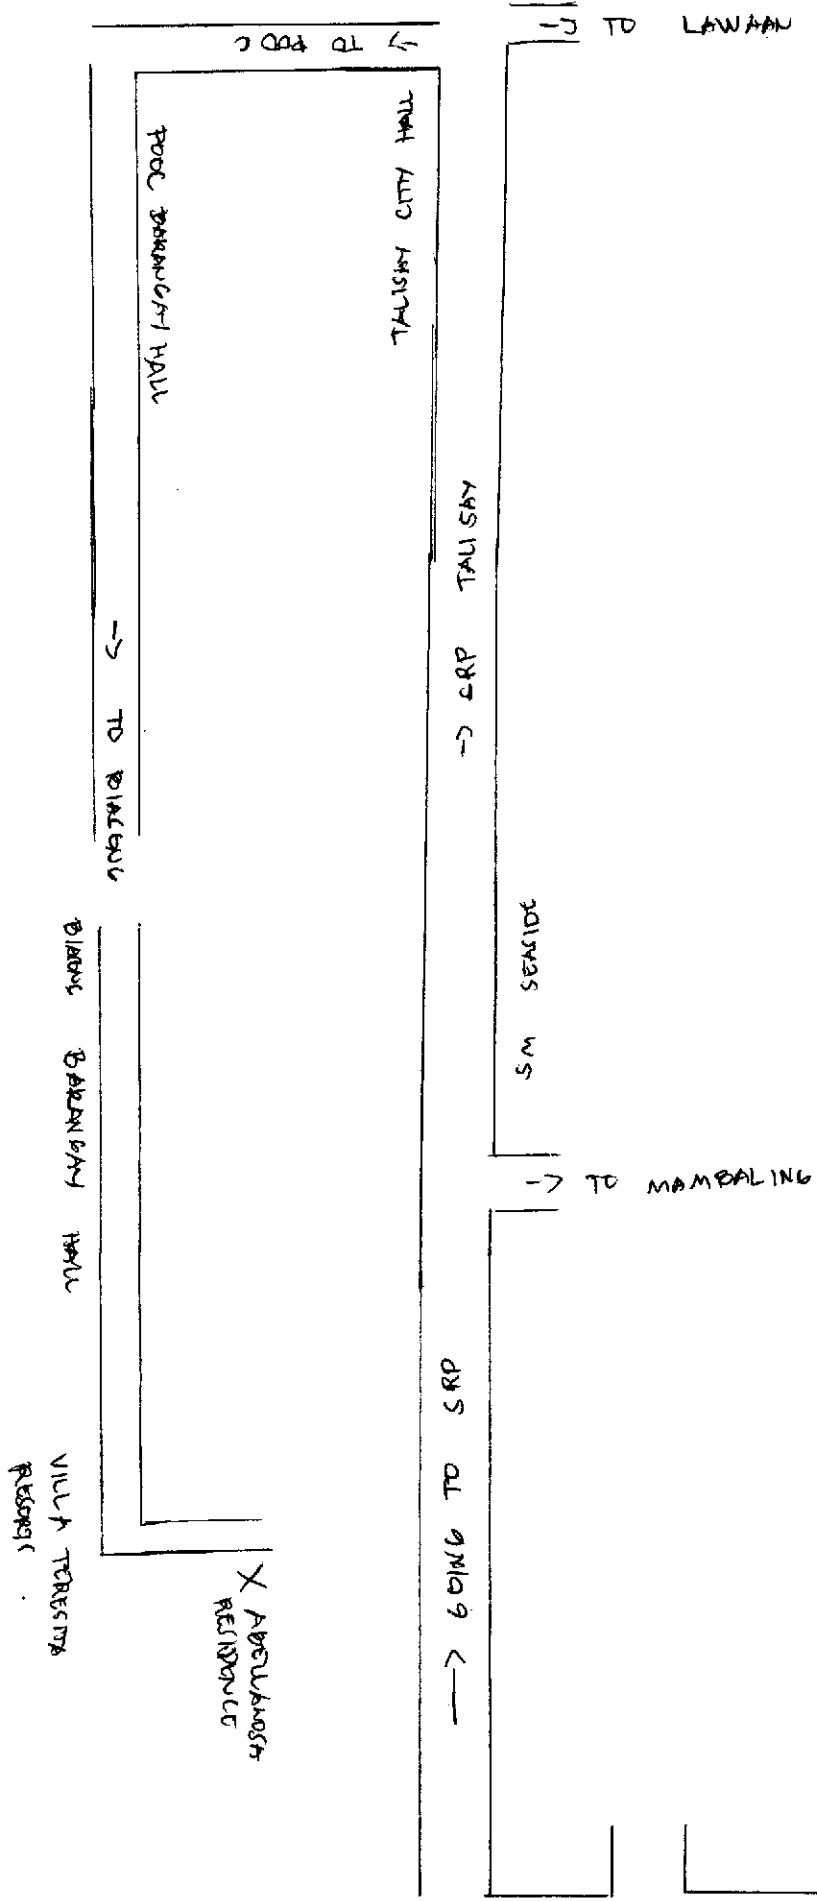 -> TO LAWAAN
-> TO POOC
TALISAY CITY HALL
POOC BARANGAY HALL
TALISAY
SRP ->
-> TO BIASONG
SM SEASIDE
BIASONG BARANGAY HALL
-> TO MAMBALING
GOING TO SRP
VILLA TERESITA
RESORTS
X ABELLANOSA
RESIDENCE